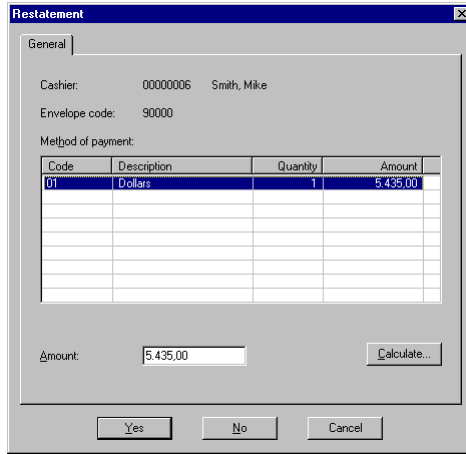 Restatement
General
Cashier: 00000006 Smith, Mike
Envelope code: 90000
Method of payment:
Code Description Quantity Amount
01 Dollars 1 5.435,00
Amount: 5.435,00 Calculate...
Yes No Cancel